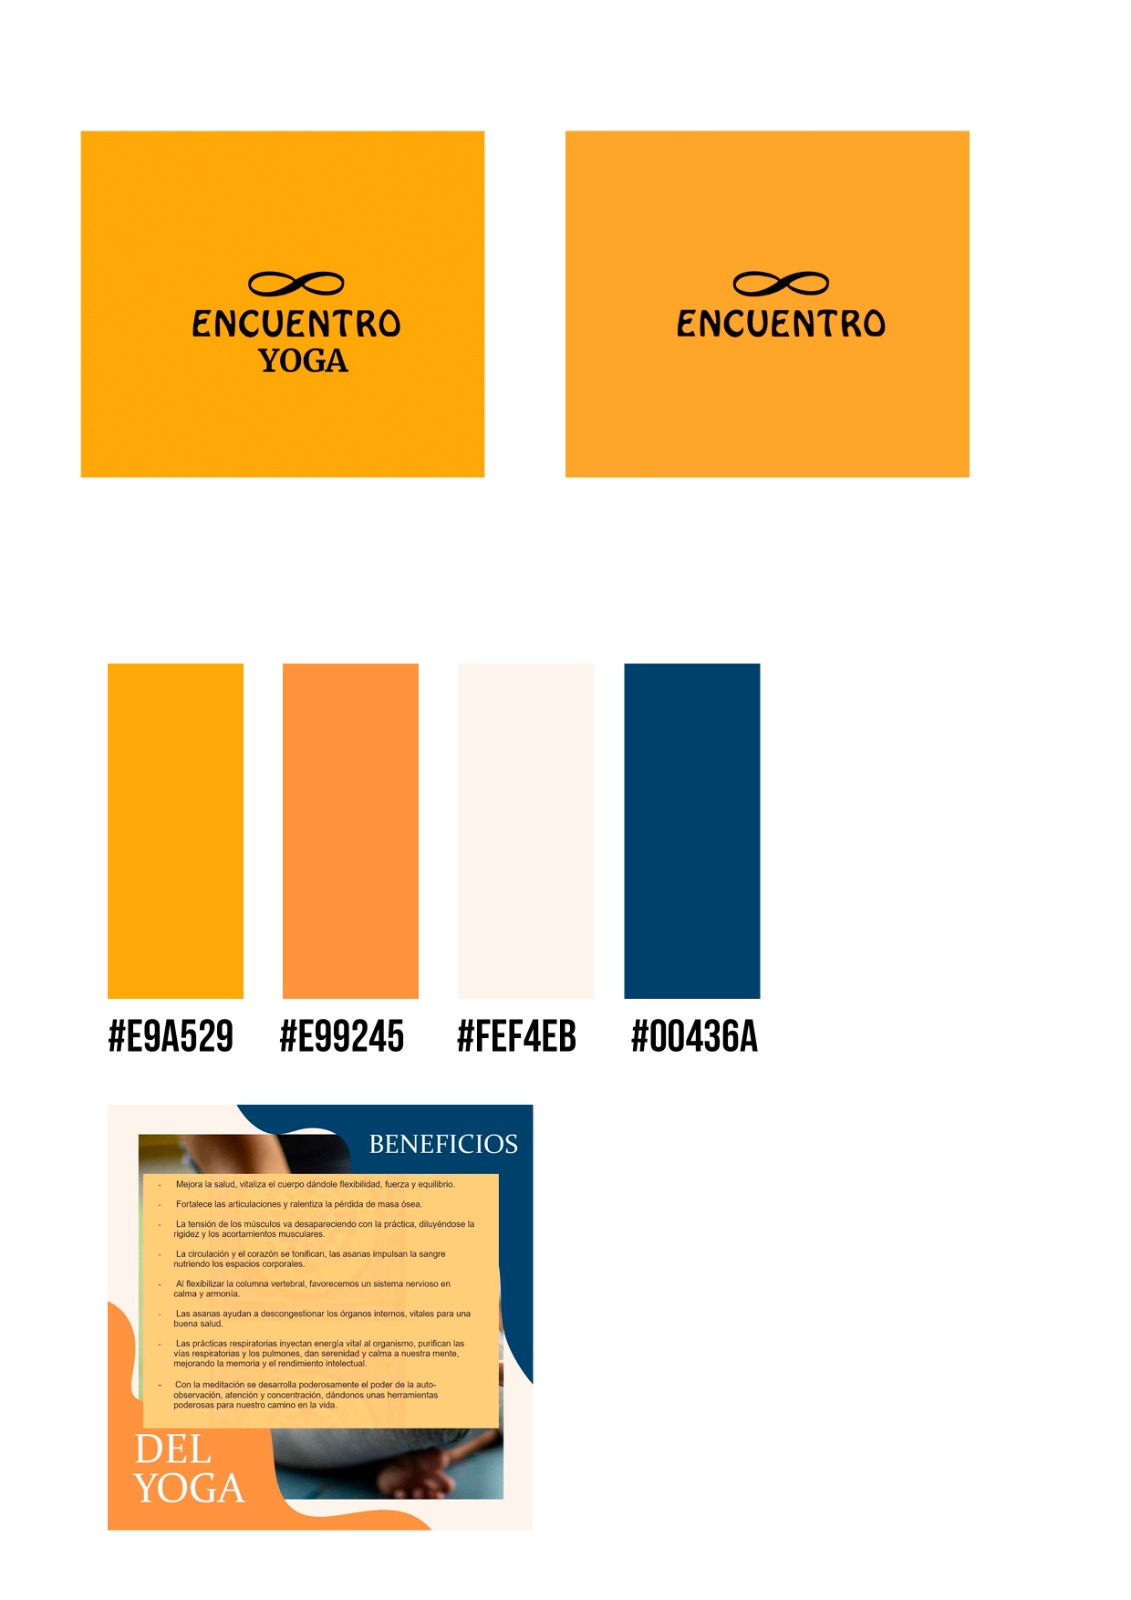 ENCUENTRO
YOGA
ENCUENTRO
#E9A529
#E99245
#FEF4EB
#00436A
BENEFICIOS
- Mejora la salud, vitaliza el cuerpo dándole flexibilidad, fuerza y equilibrio.
- Fortalece las articulaciones y ralentiza la pérdida de masa ósea.
- La tensión de los músculos va desapareciendo con la práctica, diluyéndose la
rigidez y los acortamientos musculares.
- La circulación y el corazón se tonifican, las asanas impulsan la sangre
nutriendo los espacios corporales.
- Al flexibilizar la columna vertebral, favorecemos un sistema nervioso en
calma y armonía.
- Las asanas ayudan a descongestionar los órganos internos, vitales para una
buena salud.
- Las prácticas respiratorias inyectan energía vital al organismo, purifican las
vías respiratorias y los pulmones, dan serenidad y calma a nuestra mente,
mejorando la memoria y el rendimiento intelectual.
- Con la meditación se desarrolla poderosamente el poder de la auto-
observación, atención y concentración, dándonos unas herramientas
poderosas para nuestro camino en la vida.
DEL
YOGA